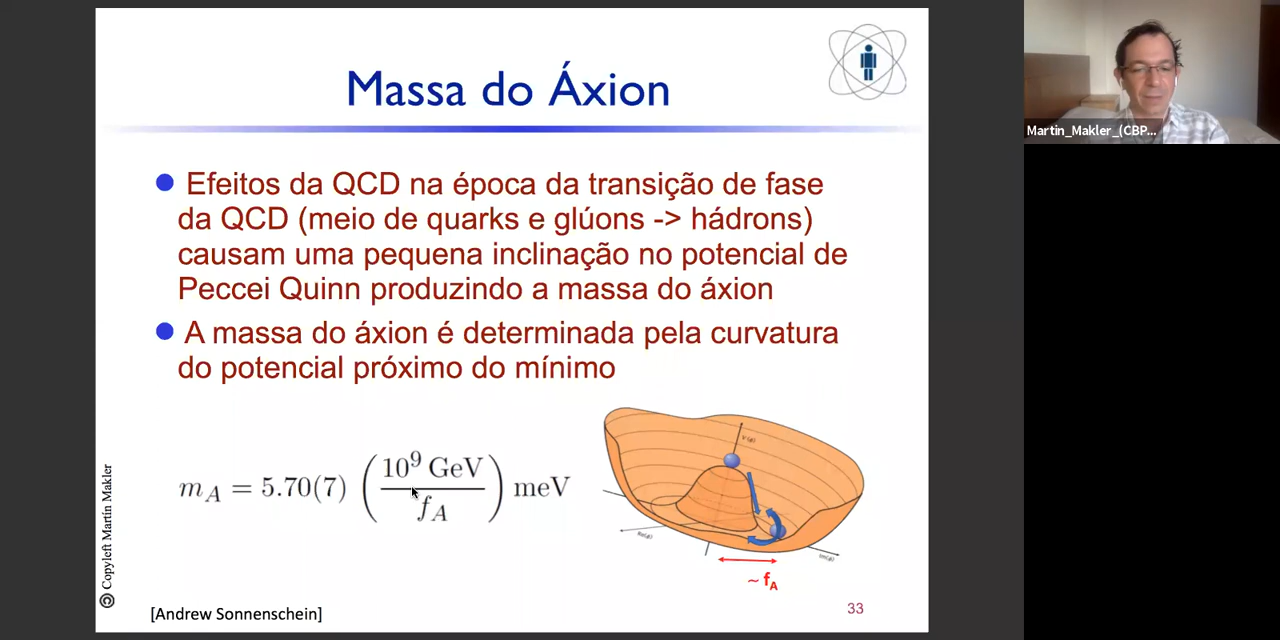 Massa do Áxion
Efeitos da QCD na época da transição de fase
da QCD (meio de quarks e glúons -> hádrons)
causam uma pequena inclinação no potencial de
Peccei Quinn produzindo a massa do áxion
A massa do áxion é determinada pela curvatura
do potencial próximo do mínimo
m_A = 5.70(7) (10^9 GeV / f_A) meV
V(φ)
Re(φ)
Im(φ)
~ f_A
© Copyleft Martin Makler
[Andrew Sonnenschein]
33
Martin_Makler_(CBP...